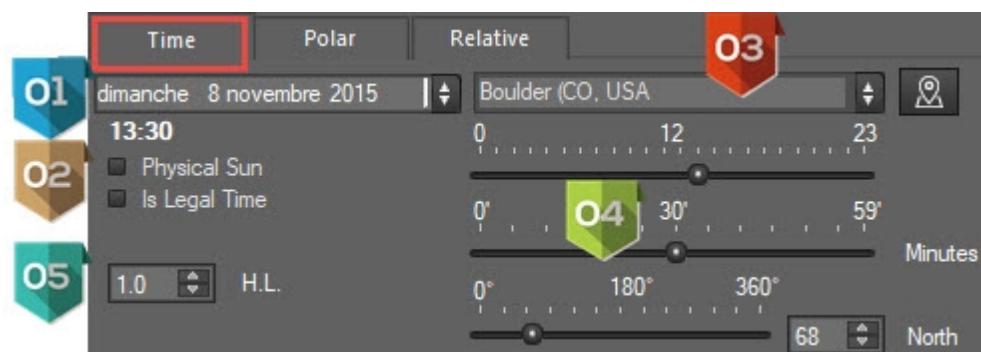 Time Polar Relative
03
01 dimanche 8 novembre 2015 Boulder (CO, USA
13:30 0 12 23
02 Physical Sun
Is Legal Time
0' 04 30' 59'
Minutes
05 1.0 H.L. 0° 180° 360°
68 North